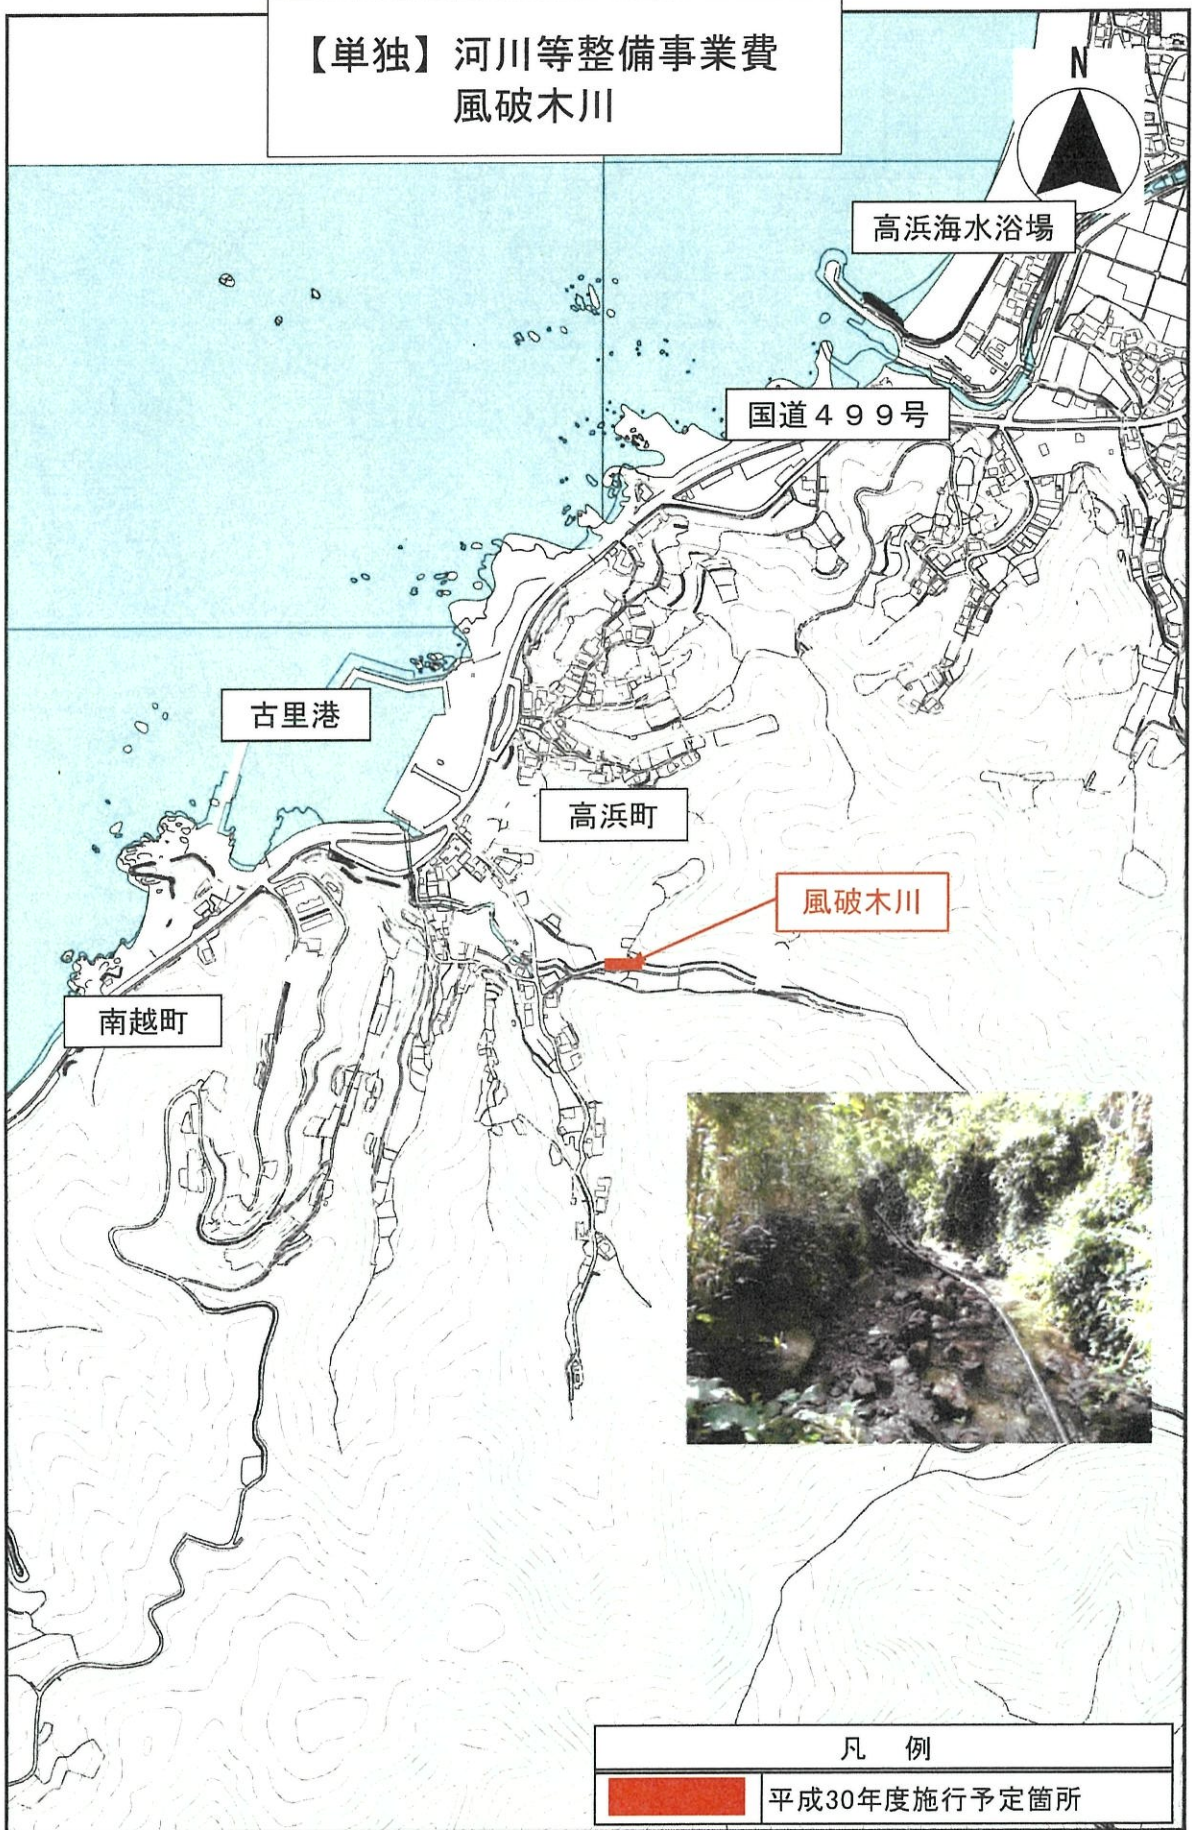 【単独】河川等整備事業費
風破木川
N
高浜海水浴場
国道499号
古里港
高浜町
風破木川
南越町
凡 例
平成30年度施行予定箇所